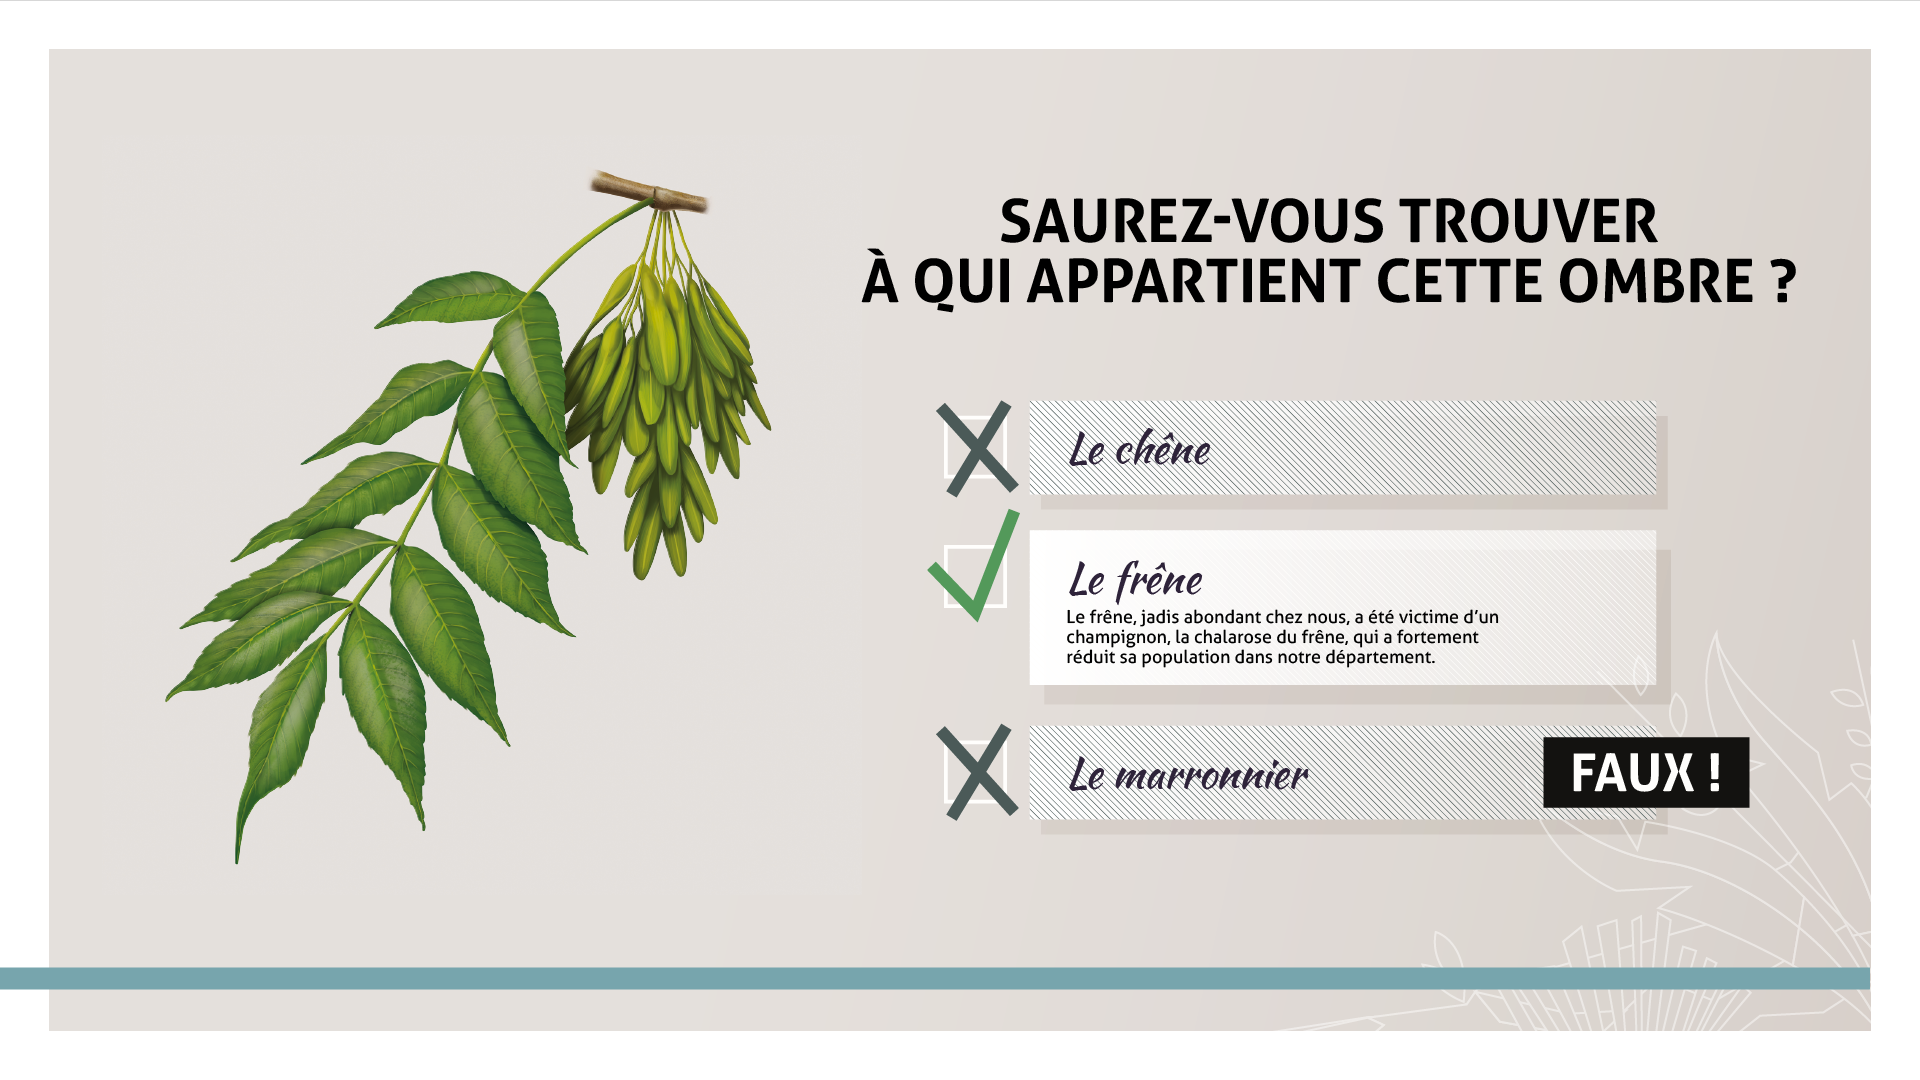 SAUREZ-VOUS TROUVER
À QUI APPARTIENT CETTE OMBRE ?
Le chêne
Le frêne
Le frêne, jadis abondant chez nous, a été victime d’un
champignon, la chalarose du frêne, qui a fortement
réduit sa population dans notre département.
Le marronnier
FAUX !